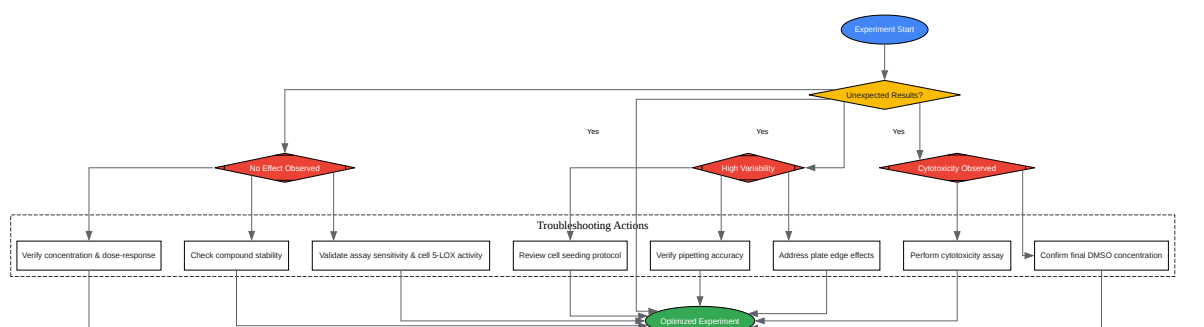 Experiment Start
Unexpected Results?
Yes
Yes
Yes
No Effect Observed
High Variability
Cytotoxicity Observed
Troubleshooting Actions
Verify concentration & dose-response
Check compound stability
Validate assay sensitivity & cell 5-LOX activity
Review cell seeding protocol
Verify pipetting accuracy
Address plate edge effects
Perform cytotoxicity assay
Confirm final DMSO concentration
Optimized Experiment